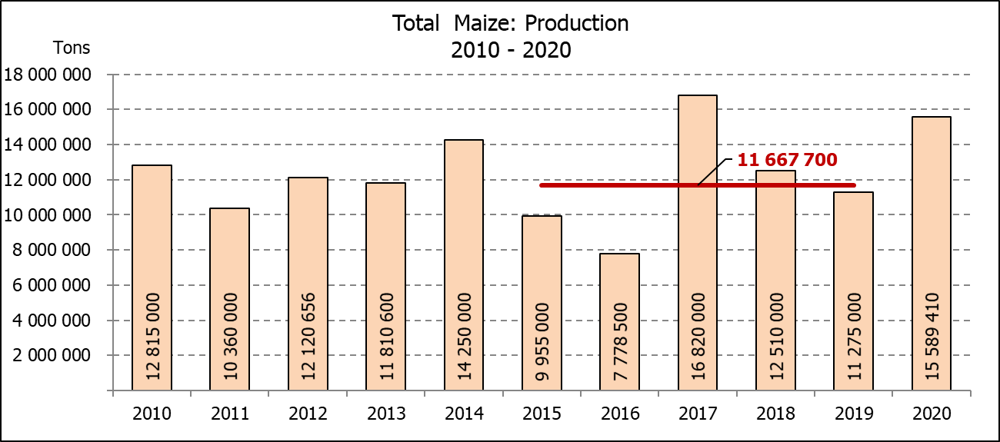 Total  Maize: Production
2010 - 2020
Tons
18 000 000
16 000 000
14 000 000
12 000 000
10 000 000
8 000 000
6 000 000
4 000 000
2 000 000
11 667 700
12 815 000
10 360 000
12 120 656
11 810 600
14 250 000
9 955 000
7 778 500
16 820 000
12 510 000
11 275 000
15 589 410
2010 2011 2012 2013 2014 2015 2016 2017 2018 2019 2020